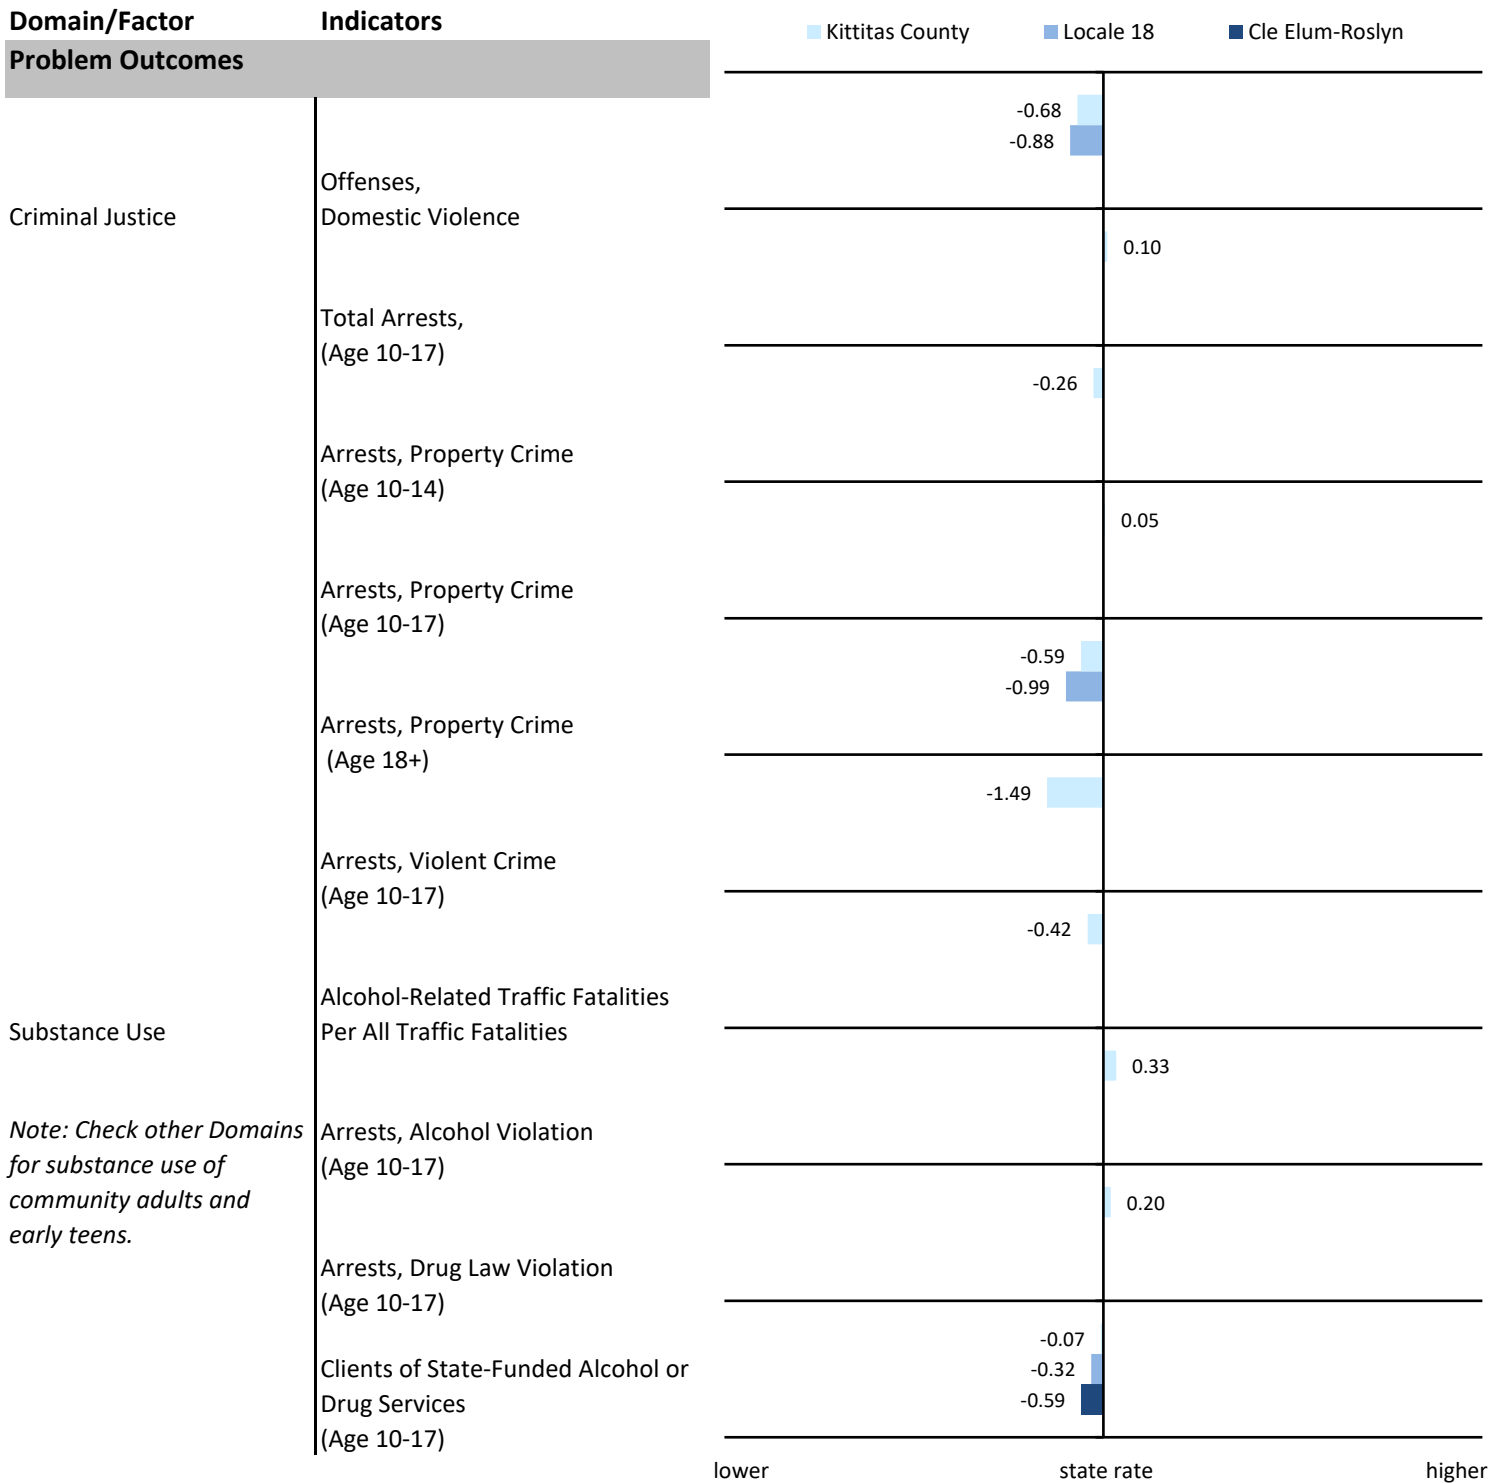 Domain/Factor
Indicators
Kittitas County
Locale 18
Cle Elum-Roslyn
Problem Outcomes
-0.68
-0.88
Offenses,
Criminal Justice
Domestic Violence
0.10
Total Arrests,
(Age 10-17)
-0.26
Arrests, Property Crime
(Age 10-14)
0.05
Arrests, Property Crime
(Age 10-17)
-0.59
-0.99
Arrests, Property Crime
(Age 18+)
-1.49
Arrests, Violent Crime
(Age 10-17)
-0.42
Alcohol-Related Traffic Fatalities
Substance Use
Per All Traffic Fatalities
0.33
Note: Check other Domains
for substance use of
community adults and
early teens.
Arrests, Alcohol Violation
(Age 10-17)
0.20
Arrests, Drug Law Violation
(Age 10-17)
-0.07
-0.32
-0.59
Clients of State-Funded Alcohol or
Drug Services
(Age 10-17)
lower
state rate
higher